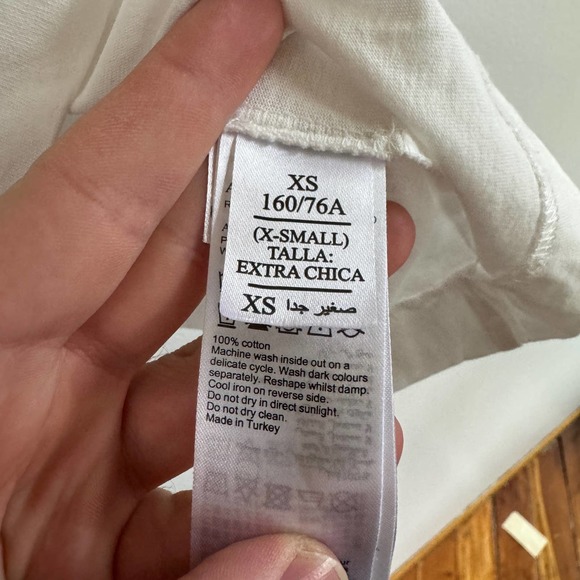 XS
160/76A
(X-SMALL)
TALLA:
EXTRA CHICA
XS صغير جدا
100% cotton
Machine wash inside out on a
delicate cycle. Wash dark colours
separately. Reshape whilst damp.
Cool iron on reverse side.
Do not dry in direct sunlight.
Do not dry clean.
Made in Turkey